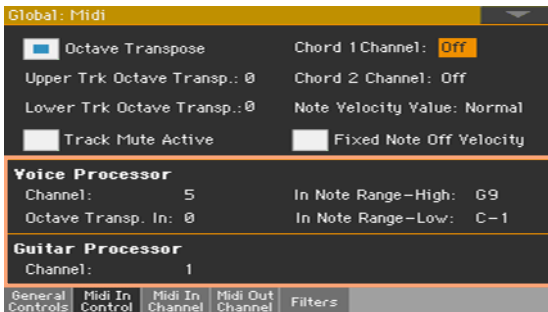 Global: Midi
Octave Transpose
Chord 1 Channel: Off
Upper Trk Octave Transp.: 0
Chord 2 Channel: Off
Lower Trk Octave Transp.: 0
Note Velocity Value: Normal
Track Mute Active
Fixed Note Off Velocity
Voice Processor
Channel: 5
In Note Range-High: G9
Octave Transp. In: 0
In Note Range-Low: C-1
Guitar Processor
Channel: 1
General Controls
Midi In Control
Midi In Channel
Midi Out Channel
Filters